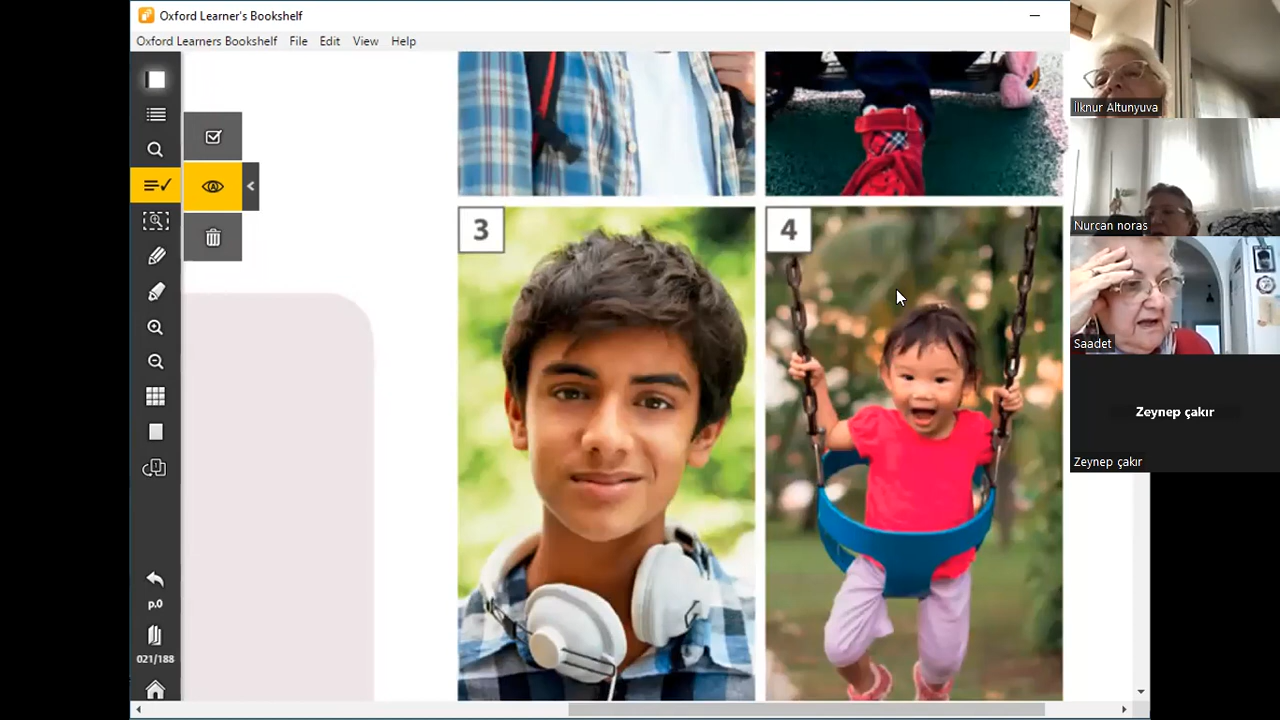 Oxford Learner's Bookshelf
Oxford Learners Bookshelf File Edit View Help
3
4
p.0
021/188
İlknur Altunyuva
Nurcan noras
Saadet
Zeynep çakır
Zeynep çakır